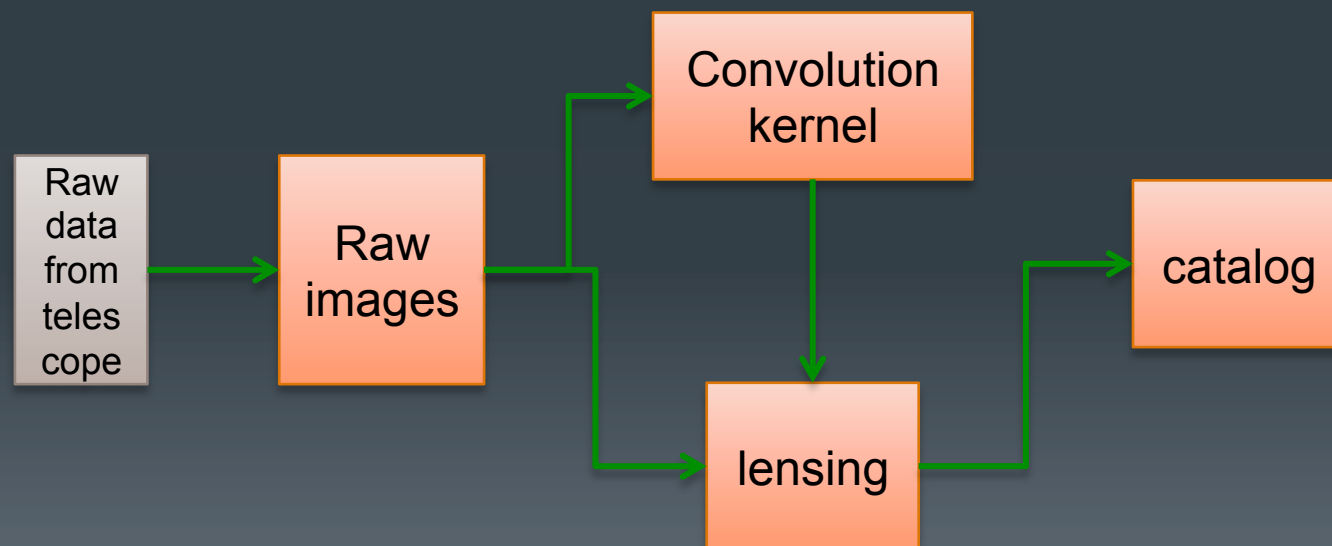 Raw
data
from
teles
cope
Raw
images
Convolution
kernel
lensing
catalog